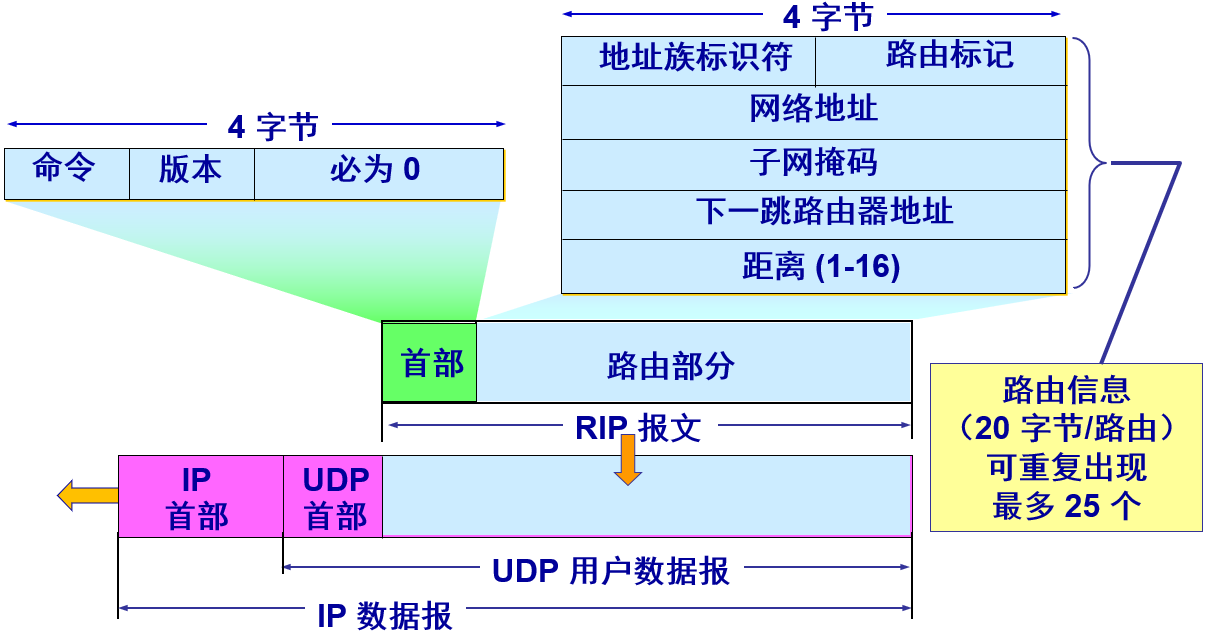 4 字节
地址族标识符
路由标记
网络地址
子网掩码
下一跳路由器地址
距离 (1-16)
4 字节
命令
版本
必为 0
首部
路由部分
RIP 报文
路由信息
（20 字节/路由）
可重复出现
最多 25 个
IP
首部
UDP
首部
UDP 用户数据报
IP 数据报